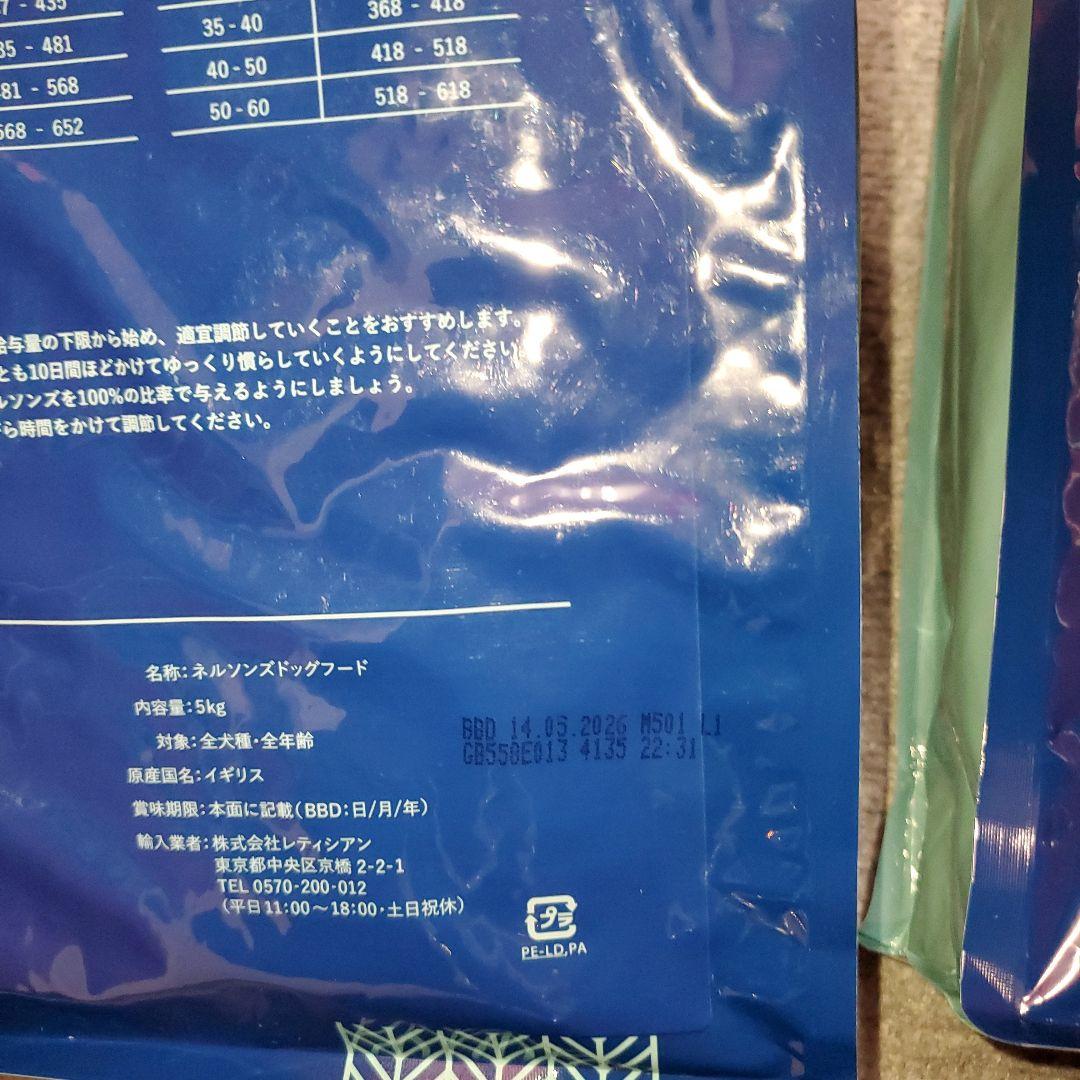 35 - 40 368 - 418
- 481 40 - 50 418 - 518
- 568 50 - 60 518 - 618
568 - 652
給与量の下限から始め、適宜調節していくことをおすすめします。
とも10日間ほどかけてゆっくり慣らしていくようにしてください
ルソンズを100%の比率で与えるようにしましょう。
ら時間をかけて調節してください。
名称：ネルソンズドッグフード
内容量：5kg
対象：全犬種・全年齢
原産国名：イギリス
賞味期限：本面に記載（BBD：日/月/年）
輸入業者：株式会社レティシアン
東京都中央区京橋 2-2-1
TEL 0570-200-012
（平日11:00～18:00・土日祝休）
BBD 14.05.2026 M501 L1
GB558E013 4135 22:31
プラ
PE-LD,PA